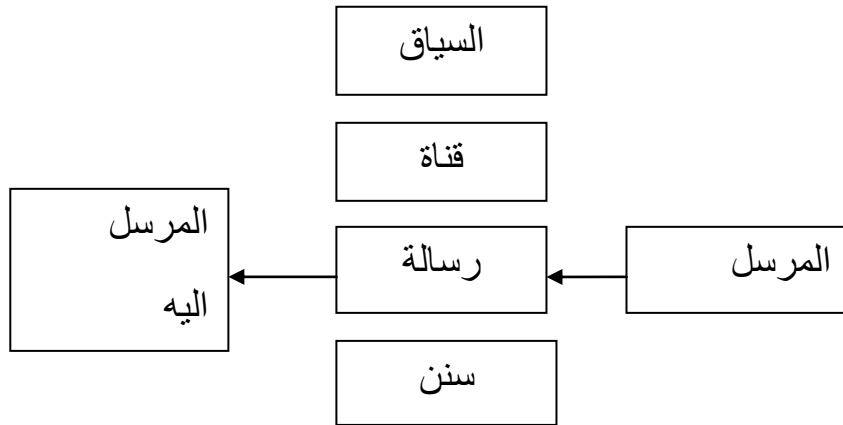 السياق
قناة
المرسل
رسالة
المرسل
اليه
سنن